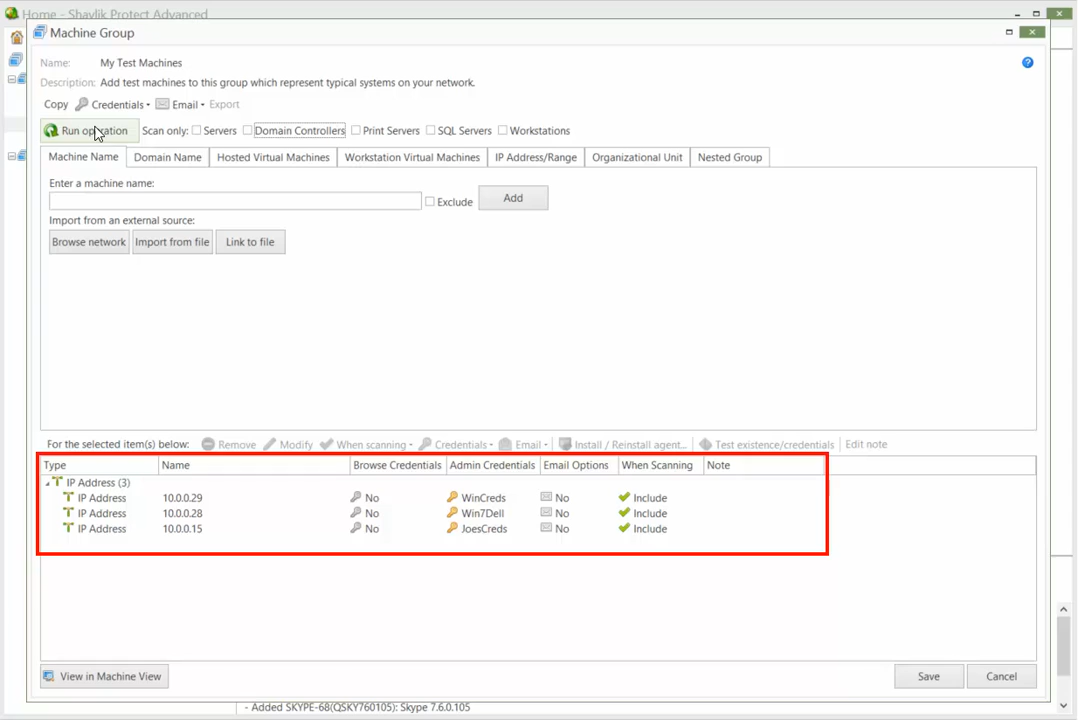 Home - Shavlik Protect Advanced
Machine Group
Name: My Test Machines
Description: Add test machines to this group which represent typical systems on your network.
Copy Credentials Email Export
Run operation Scan only: Servers Domain Controllers Print Servers SQL Servers Workstations
Machine Name Domain Name Hosted Virtual Machines Workstation Virtual Machines IP Address/Range Organizational Unit Nested Group
Enter a machine name:
Exclude Add
Import from an external source:
Browse network Import from file Link to file
For the selected item(s) below: Remove Modify When scanning Credentials Email Install / Reinstall agent... Test existence/credentials Edit note
Type Name Browse Credentials Admin Credentials Email Options When Scanning Note
IP Address (3)
IP Address 10.0.0.29 No WinCreds No Include
IP Address 10.0.0.28 No Win7Dell No Include
IP Address 10.0.0.15 No JoesCreds No Include
View in Machine View Save Cancel
- Added SKYPE-68(QSKY760105): Skype 7.6.0.105